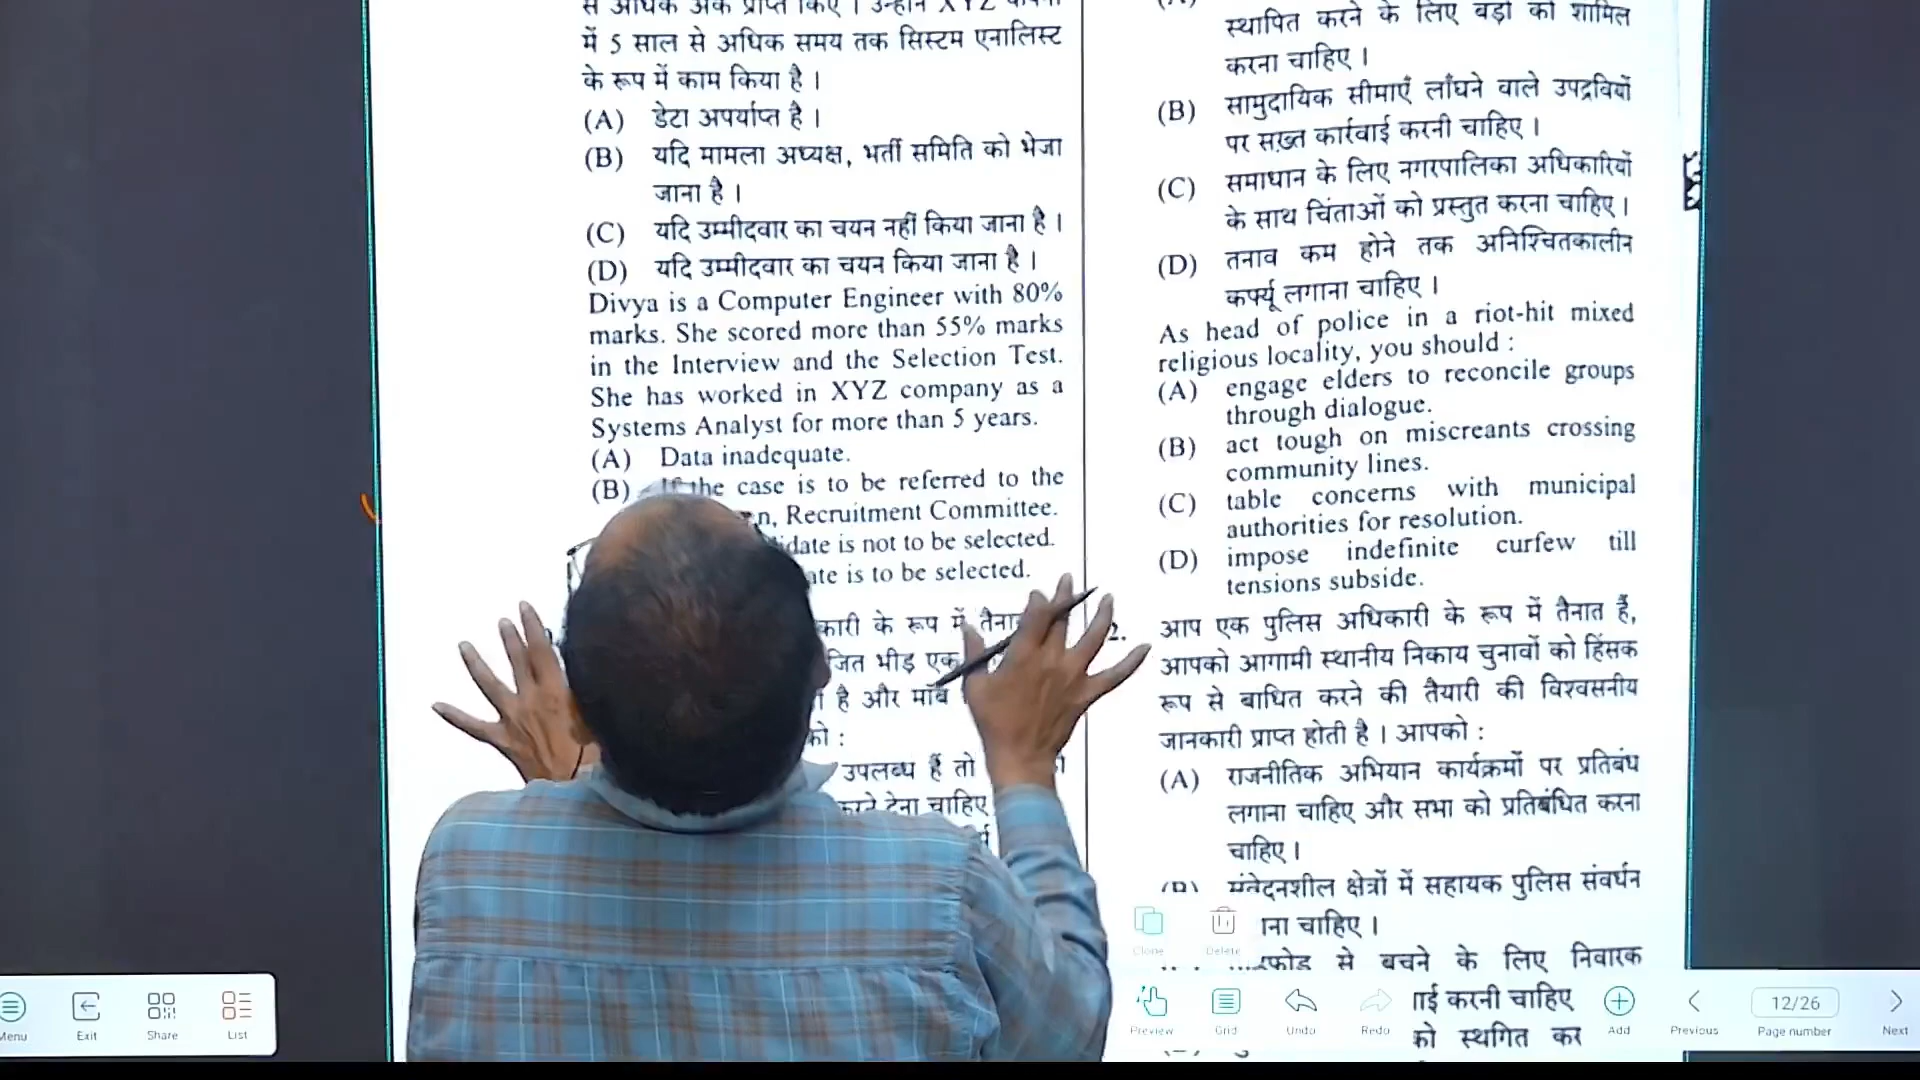 में 5 साल से अधिक समय तक सिस्टम एनालिस्ट
के रूप में काम किया है ।
(A) डेटा अपर्याप्त है ।
(B) यदि मामला अध्यक्ष, भर्ती समिति को भेजा
जाना है ।
(C) यदि उम्मीदवार का चयन नहीं किया जाना है ।
(D) यदि उम्मीदवार का चयन किया जाना है ।
Divya is a Computer Engineer with 80%
marks. She scored more than 55% marks
in the Interview and the Selection Test.
She has worked in XYZ company as a
Systems Analyst for more than 5 years.
(A) Data inadequate.
(B) If the case is to be referred to the
Recruitment Committee.
is not to be selected.
is to be selected.
के रूप में
भीड़ एक
है और मॉब
उपलब्ध हैं तो
देना चाहिए
स्थापित करने के लिए बड़ों को शामिल
करना चाहिए ।
(B) सामुदायिक सीमाएँ लाँघने वाले उपद्रवियों
पर सख़्त कार्रवाई करनी चाहिए ।
(C) समाधान के लिए नगरपालिका अधिकारियों
के साथ चिंताओं को प्रस्तुत करना चाहिए ।
(D) तनाव कम होने तक अनिश्चितकालीन
कर्फ्यू लगाना चाहिए ।
As head of police in a riot-hit mixed
religious locality, you should :
(A) engage elders to reconcile groups
through dialogue.
(B) act tough on miscreants crossing
community lines.
(C) table concerns with municipal
authorities for resolution.
(D) impose indefinite curfew till
tensions subside.
आप एक पुलिस अधिकारी के रूप में तैनात हैं,
आपको आगामी स्थानीय निकाय चुनावों को हिंसक
रूप से बाधित करने की तैयारी की विश्वसनीय
जानकारी प्राप्त होती है । आपको :
(A) राजनीतिक अभियान कार्यक्रमों पर प्रतिबंध
लगाना चाहिए और सभा को प्रतिबंधित करना
चाहिए ।
संवेदनशील क्षेत्रों में सहायक पुलिस संवर्धन
चाहिए ।
से बचने के लिए निवारक
करनी चाहिए
को स्थगित कर
Clone Delete
Menu Exit Share List
Preview Grid Undo Redo Add Previous 12/26 Page number Next